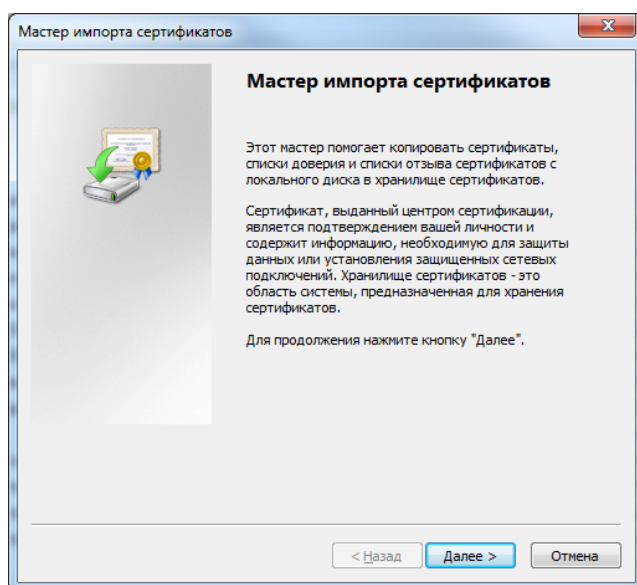 Мастер импорта сертификатов
Мастер импорта сертификатов
Этот мастер помогает копировать сертификаты,
списки доверия и списки отзыва сертификатов с
локального диска в хранилище сертификатов.
Сертификат, выданный центром сертификации,
является подтверждением вашей личности и
содержит информацию, необходимую для защиты
данных или установления защищенных сетевых
подключений. Хранилище сертификатов - это
область системы, предназначенная для хранения
сертификатов.
Для продолжения нажмите кнопку "Далее".
< Назад Далее > Отмена